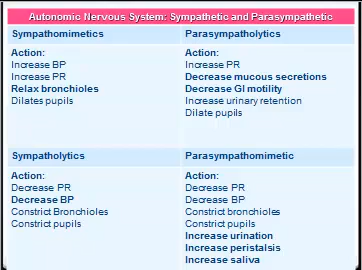 Autonomic Nervous System: Sympathetic and Parasympathetic
Sympathomimetics
Action:
Increase BP
Increase PR
Relax bronchioles
Dilates pupils
Parasympatholytics
Action:
Increase PR
Decrease mucous secretions
Decrease GI motility
Increase urinary retention
Dilate pupils
Sympatholytics
Action:
Decrease PR
Decrease BP
Constrict Bronchioles
Constrict pupils
Parasympathomimetic
Action:
Decrease PR
Decrease BP
Constrict bronchioles
Constrict pupils
Increase urination
Increase peristalsis
Increase saliva